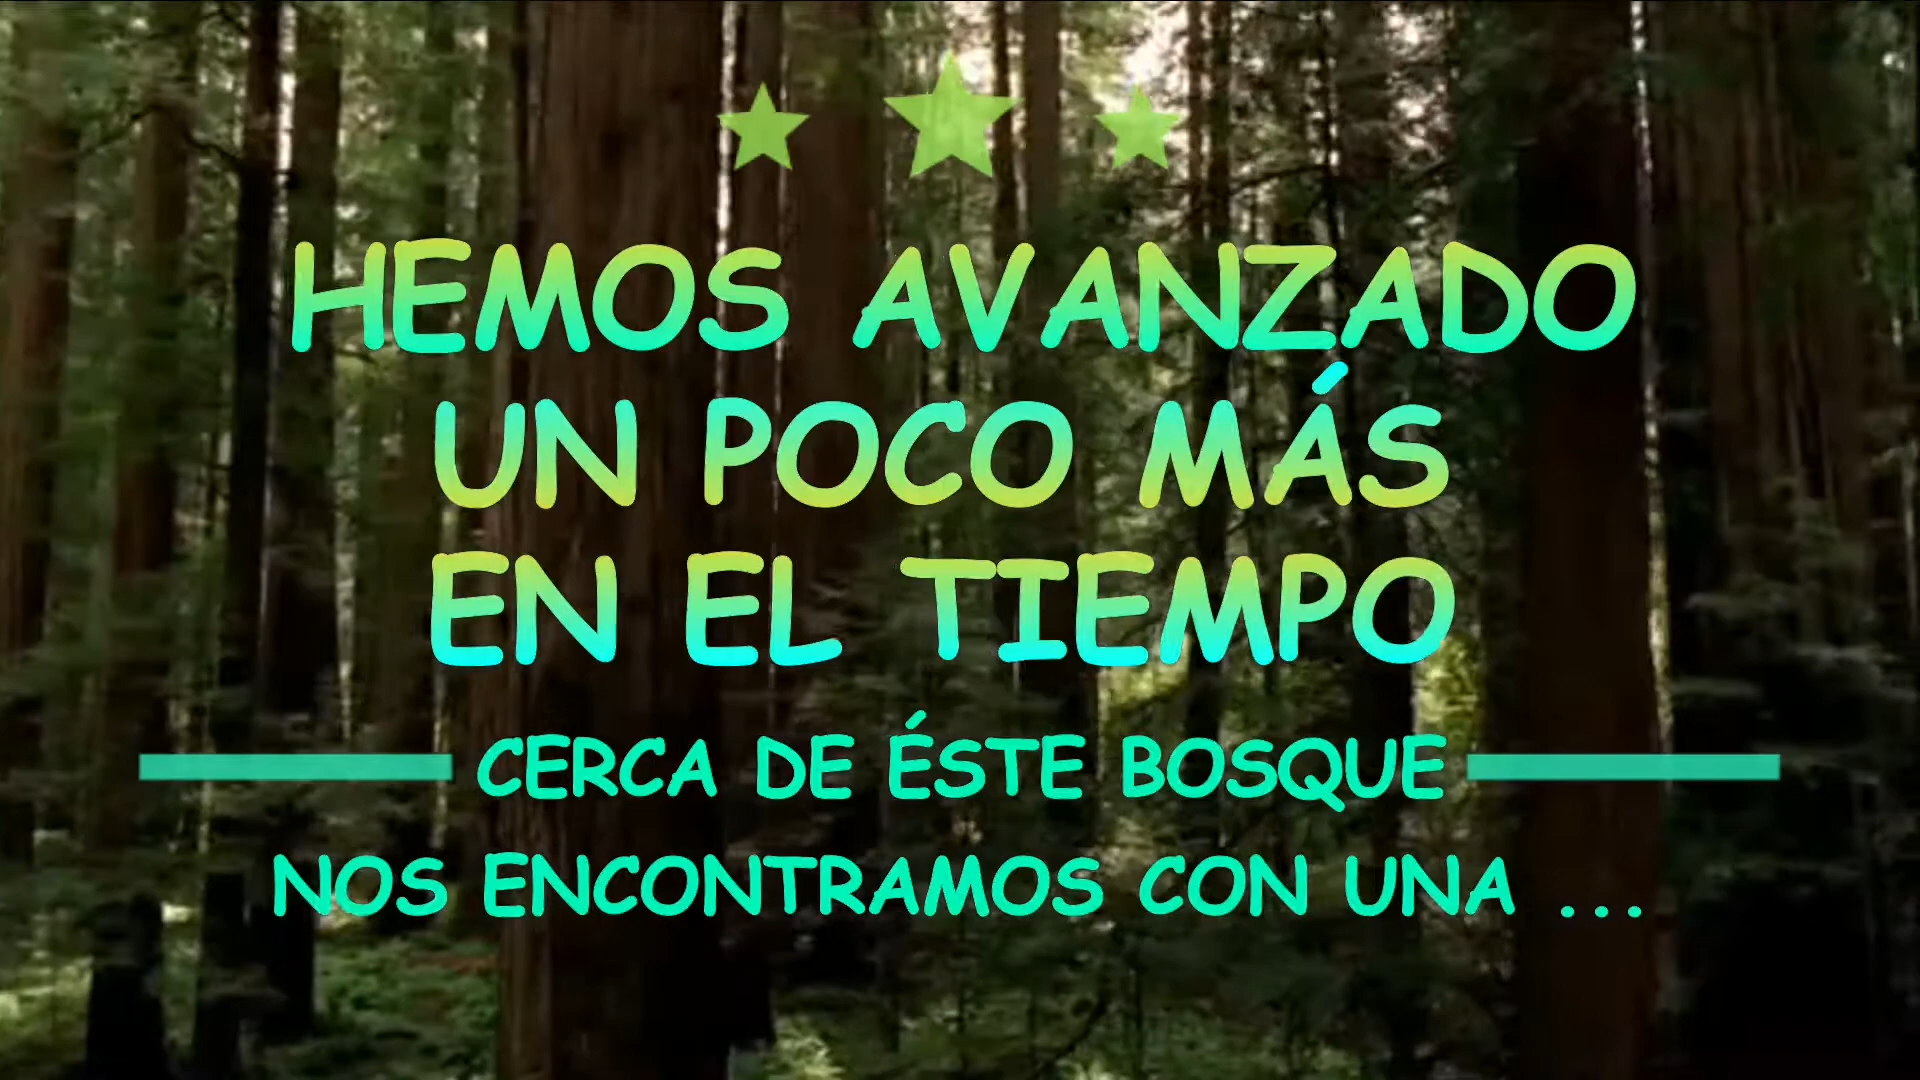 HEMOS AVANZADO
UN POCO MÁS
EN EL TIEMPO
CERCA DE ÉSTE BOSQUE
NOS ENCONTRAMOS CON UNA ...